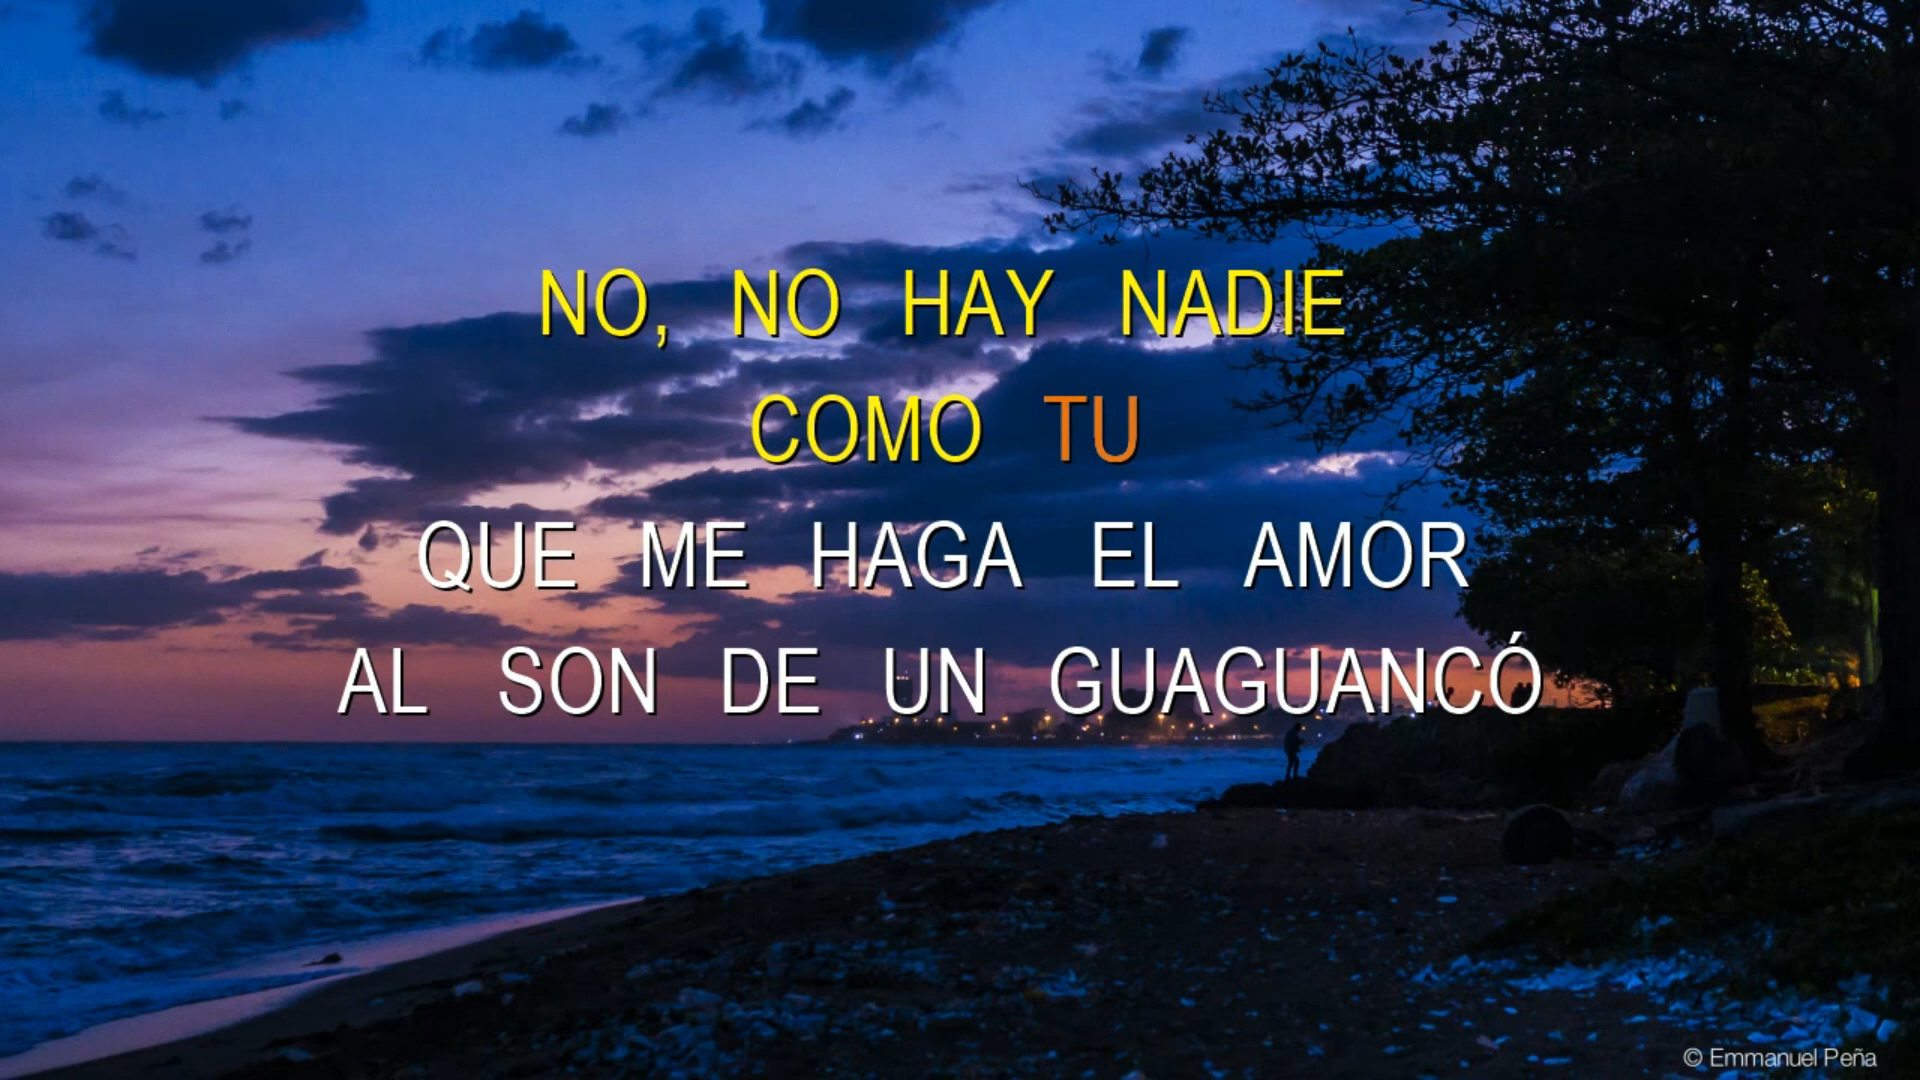 NO, NO HAY NADIE
COMO TU
QUE ME HAGA EL AMOR
AL SON DE UN GUAGUANCÓ
© Emmanuel Peña